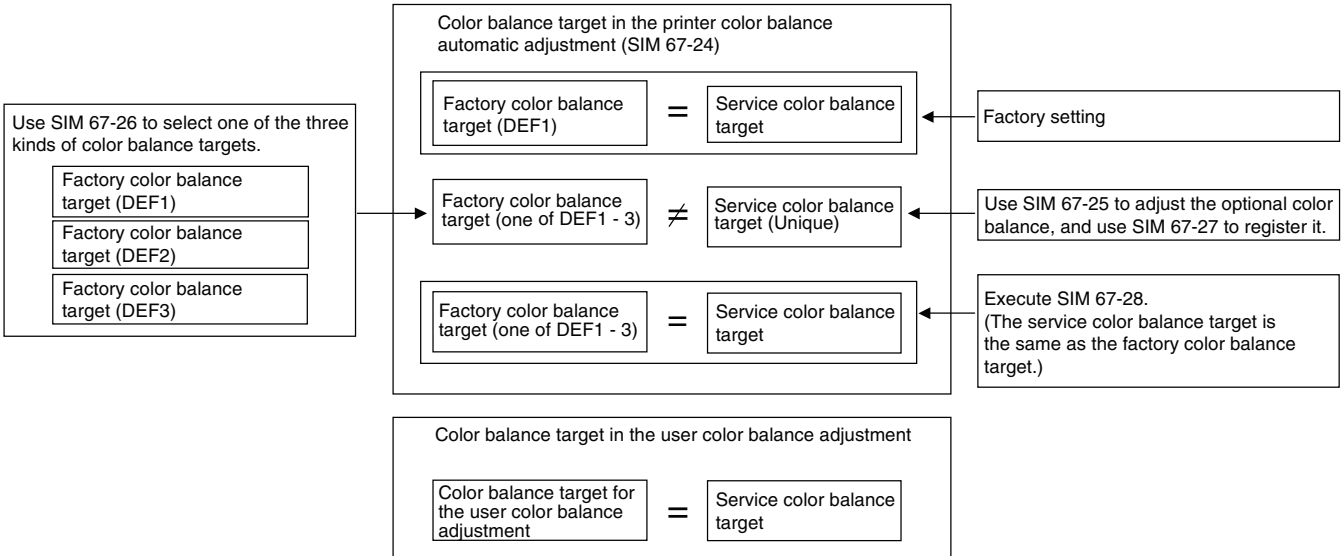 Color balance target in the printer color balance
automatic adjustment (SIM 67-24)
Factory color balance
target (DEF1)
=
Service color balance
target
Factory setting
Use SIM 67-26 to select one of the three
kinds of color balance targets.
Factory color balance
target (DEF1)
Factory color balance
target (DEF2)
Factory color balance
target (DEF3)
Factory color balance
target (one of DEF1 - 3)
≠
Service color balance
target (Unique)
Use SIM 67-25 to adjust the optional color
balance, and use SIM 67-27 to register it.
Factory color balance
target (one of DEF1 - 3)
=
Service color balance
target
Execute SIM 67-28.
(The service color balance target is
the same as the factory color balance
target.)
Color balance target in the user color balance adjustment
Color balance target for
the user color balance
adjustment
=
Service color balance
target